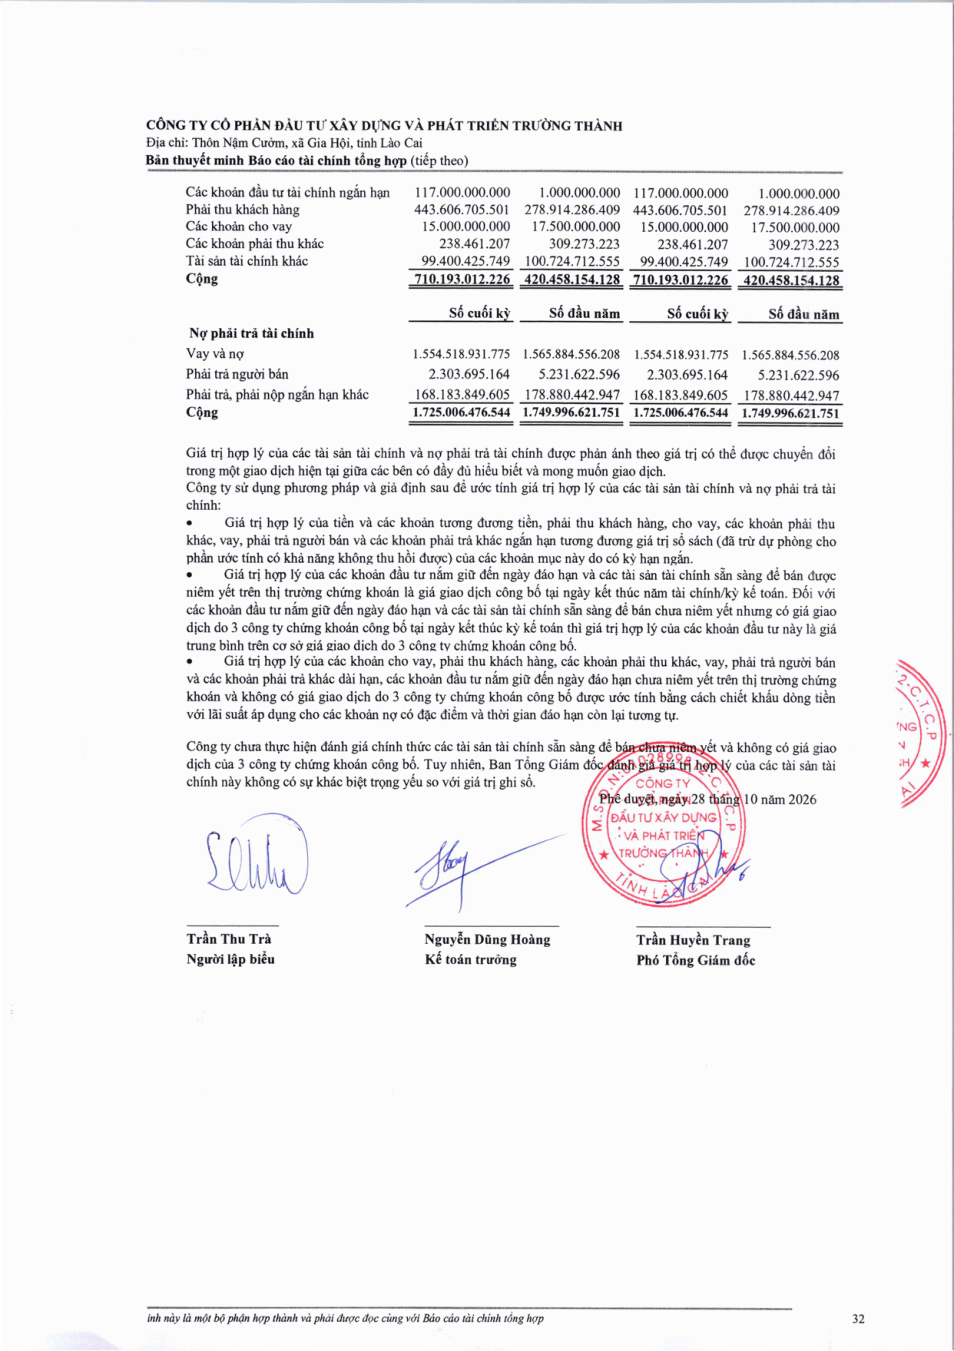 CÔNG TY CỔ PHẦN ĐẦU TƯ XÂY DỰNG VÀ PHÁT TRIỂN TRƯỜNG THÀNH
Địa chỉ: Thôn Nậm Cưởm, xã Gia Hội, tỉnh Lào Cai
Bản thuyết minh Báo cáo tài chính tổng hợp (tiếp theo)
Các khoản đầu tư tài chính ngắn hạn 117.000.000.000 1.000.000.000 117.000.000.000 1.000.000.000
Phải thu khách hàng 443.606.705.501 278.914.286.409 443.606.705.501 278.914.286.409
Các khoản cho vay 15.000.000.000 17.500.000.000 15.000.000.000 17.500.000.000
Các khoản phải thu khác 238.461.207 309.273.223 238.461.207 309.273.223
Tài sản tài chính khác 99.400.425.749 100.724.712.555 99.400.425.749 100.724.712.555
Cộng 710.193.012.226 420.458.154.128 710.193.012.226 420.458.154.128
Số cuối kỳ Số đầu năm Số cuối kỳ Số đầu năm
Nợ phải trả tài chính
Vay và nợ 1.554.518.931.775 1.565.884.556.208 1.554.518.931.775 1.565.884.556.208
Phải trả người bán 2.303.695.164 5.231.622.596 2.303.695.164 5.231.622.596
Phải trả, phải nộp ngắn hạn khác 168.183.849.605 178.880.442.947 168.183.849.605 178.880.442.947
Cộng 1.725.006.476.544 1.749.996.621.751 1.725.006.476.544 1.749.996.621.751
Giá trị hợp lý của các tài sản tài chính và nợ phải trả tài chính được phản ánh theo giá trị có thể được chuyển đổi
trong một giao dịch hiện tại giữa các bên có đầy đủ hiểu biết và mong muốn giao dịch.
Công ty sử dụng phương pháp và giả định sau để ước tính giá trị hợp lý của các tài sản tài chính và nợ phải trả tài
chính:
• Giá trị hợp lý của tiền và các khoản tương đương tiền, phải thu khách hàng, cho vay, các khoản phải thu
khác, vay, phải trả người bán và các khoản phải trả khác ngắn hạn tương đương giá trị sổ sách (đã trừ dự phòng cho
phần ước tính có khả năng không thu hồi được) của các khoản mục này do có kỳ hạn ngắn.
• Giá trị hợp lý của các khoản đầu tư nắm giữ đến ngày đáo hạn và các tài sản tài chính sẵn sàng để bán được
niêm yết trên thị trường chứng khoán là giá giao dịch công bố tại ngày kết thúc năm tài chính/kỳ kế toán. Đối với
các khoản đầu tư nắm giữ đến ngày đáo hạn và các tài sản tài chính sẵn sàng để bán chưa niêm yết nhưng có giá giao
dịch do 3 công ty chứng khoán công bố tại ngày kết thúc kỳ kế toán thì giá trị hợp lý của các khoản đầu tư này là giá
trung bình trên cơ sở giá giao dịch do 3 công ty chứng khoán công bố.
• Giá trị hợp lý của các khoản cho vay, phải thu khách hàng, các khoản phải thu khác, vay, phải trả người bán
và các khoản phải trả khác dài hạn, các khoản đầu tư nắm giữ đến ngày đáo hạn chưa niêm yết trên thị trường chứng
khoán và không có giá giao dịch do 3 công ty chứng khoán công bố được ước tính bằng cách chiết khấu dòng tiền
với lãi suất áp dụng cho các khoản nợ có đặc điểm và thời gian đáo hạn còn lại tương tự.
Công ty chưa thực hiện đánh giá chính thức các tài sản tài chính sẵn sàng để bán chưa niêm yết và không có giá giao
dịch của 3 công ty chứng khoán công bố. Tuy nhiên, Ban Tổng Giám đốc đánh giá giá trị hợp lý của các tài sản tài
chính này không có sự khác biệt trọng yếu so với giá trị ghi sổ.
Phê duyệt, ngày 28 tháng 10 năm 2026
CÔNG TY
ĐẦU TƯ XÂY DỰNG
VÀ PHÁT TRIỂN
TRƯỜNG THÀNH
TỈNH LÀO CAI
Trần Thu Trà Nguyễn Dũng Hoàng Trần Huyền Trang
Người lập biểu Kế toán trưởng Phó Tổng Giám đốc
inh này là một bộ phận hợp thành và phải được đọc cùng với Báo cáo tài chính tổng hợp 32